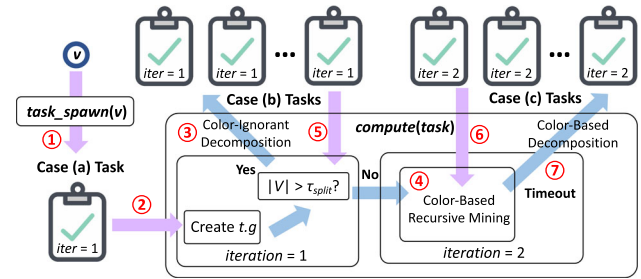 v
task_spawn(v)
①
Case (a) Task
iter = 1
②
iter = 1
iter = 1
...
iter = 1
Case (b) Tasks
iter = 2
iter = 2
...
iter = 2
Case (c) Tasks
③
Color-Ignorant
Decomposition
⑤
compute(task)
⑥
Color-Based
Decomposition
⑦
Timeout
Yes
|V| > τsplit?
No
Create t.g
iteration = 1
④
Color-Based
Recursive Mining
iteration = 2